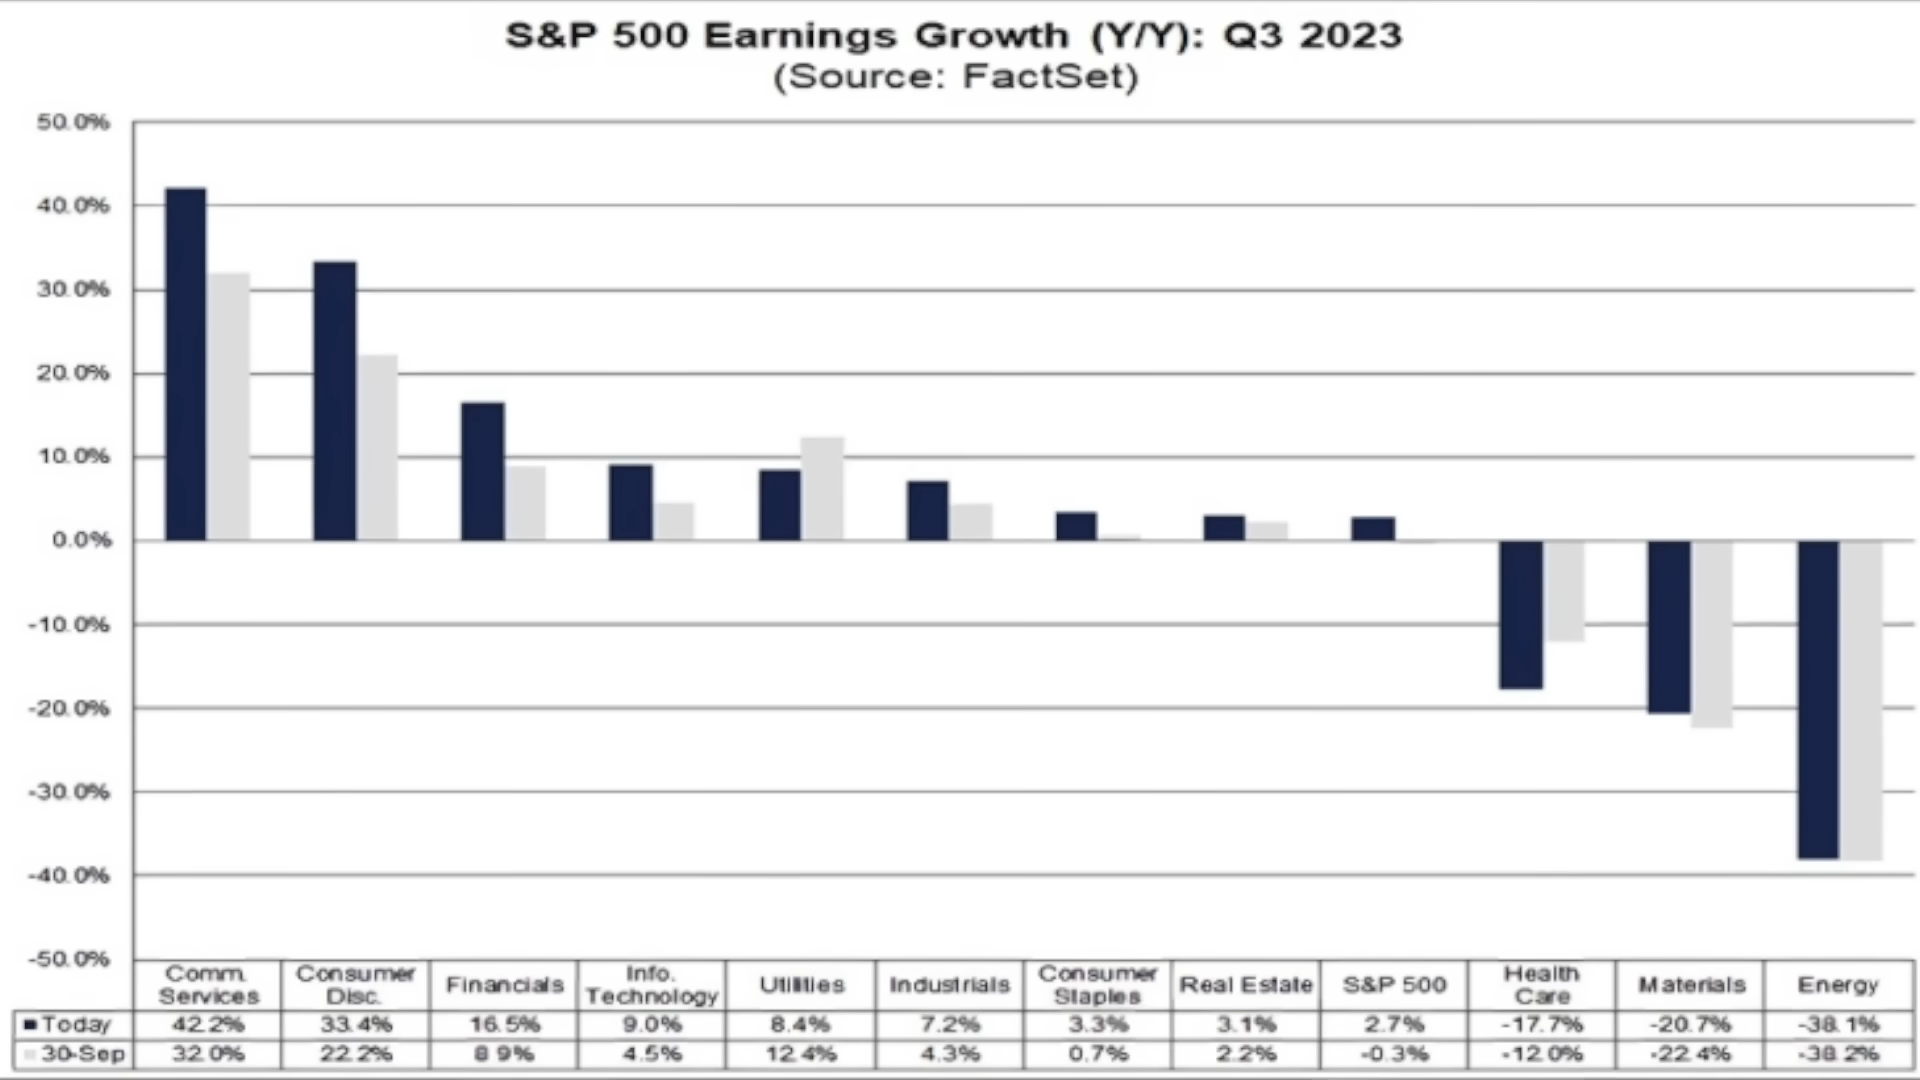 S&P 500 Earnings Growth (Y/Y): Q3 2023
(Source: FactSet)
50.0%
40.0%
30.0%
20.0%
10.0%
0.0%
-10.0%
-20.0%
-30.0%
-40.0%
-50.0%
Comm. Services Consumer Disc. Financials Info. Technology Utilities Industrials Consumer Staples Real Estate S&P 500 Health Care Materials Energy
Today 42.2% 33.4% 16.5% 9.0% 8.4% 7.2% 3.3% 3.1% 2.7% -17.7% -20.7% -38.1%
30-Sep 32.0% 22.2% 8.9% 4.5% 12.4% 4.3% 0.7% 2.2% -0.3% -12.0% -22.4% -38.2%